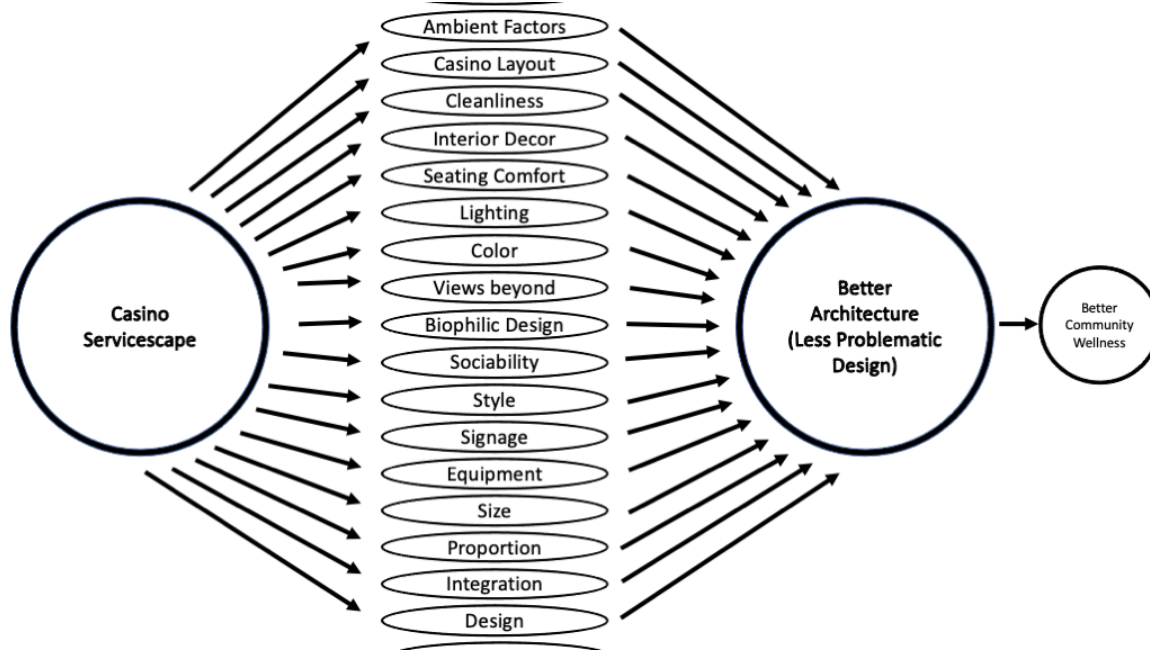 Ambient Factors
Casino Layout
Cleanliness
Interior Decor
Seating Comfort
Lighting
Color
Views beyond
Biophilic Design
Sociability
Style
Signage
Equipment
Size
Proportion
Integration
Design
Casino
Servicescape
Better
Architecture
(Less Problematic
Design)
Better
Community
Wellness